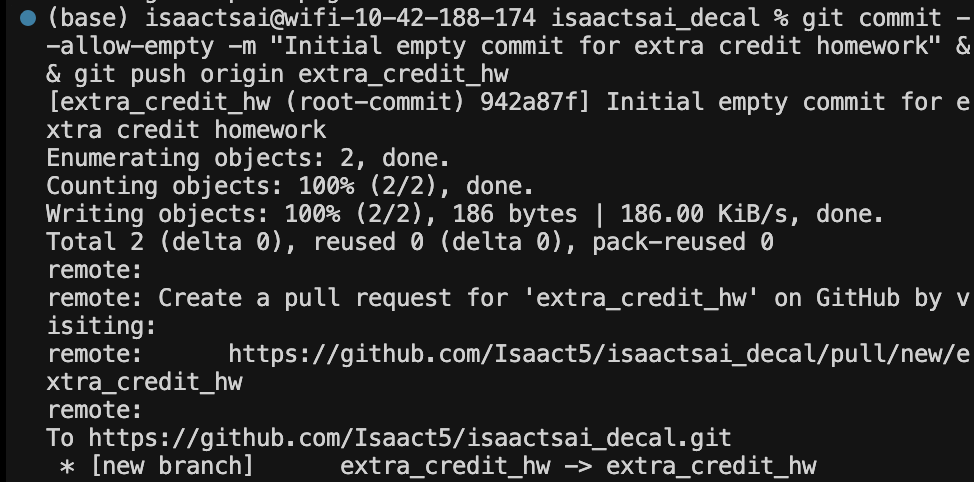 (base) isaactsai@wifi-10-42-188-174 isaactsai_decal % git commit -
-allow-empty -m "Initial empty commit for extra credit homework" &
& git push origin extra_credit_hw
[extra_credit_hw (root-commit) 942a87f] Initial empty commit for e
xtra credit homework
Enumerating objects: 2, done.
Counting objects: 100% (2/2), done.
Writing objects: 100% (2/2), 186 bytes | 186.00 KiB/s, done.
Total 2 (delta 0), reused 0 (delta 0), pack-reused 0
remote:
remote: Create a pull request for 'extra_credit_hw' on GitHub by v
isiting:
remote:      https://github.com/Isaact5/isaactsai_decal/pull/new/e
xtra_credit_hw
remote:
To https://github.com/Isaact5/isaactsai_decal.git
 * [new branch]      extra_credit_hw -> extra_credit_hw